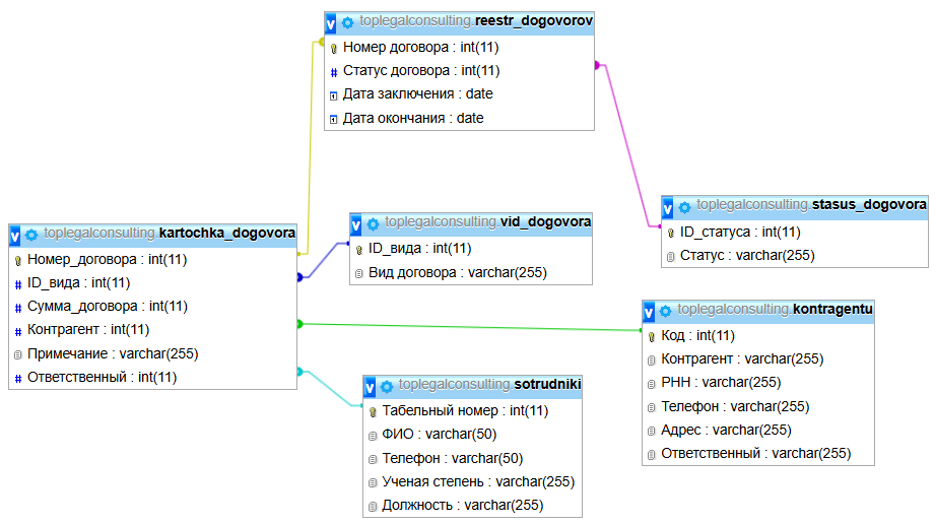 toplegalconsulting.reestr_dogovorov
Номер договора : int(11)
Статус договора : int(11)
Дата заключения : date
Дата окончания : date
toplegalconsulting.stasus_dogovora
ID_статуса : int(11)
Статус : varchar(255)
toplegalconsulting.vid_dogovora
ID_вида : int(11)
Вид договора : varchar(255)
toplegalconsulting.kartochka_dogovora
Номер_договора : int(11)
ID_вида : int(11)
Сумма_договора : int(11)
Контрагент : int(11)
Примечание : varchar(255)
Ответственный : int(11)
toplegalconsulting.kontragentu
Код : int(11)
Контрагент : varchar(255)
РНН : varchar(255)
Телефон : varchar(255)
Адрес : varchar(255)
Ответственный : varchar(255)
toplegalconsulting.sotrudniki
Табельный номер : int(11)
ФИО : varchar(50)
Телефон : varchar(50)
Ученая степень : varchar(255)
Должность : varchar(255)